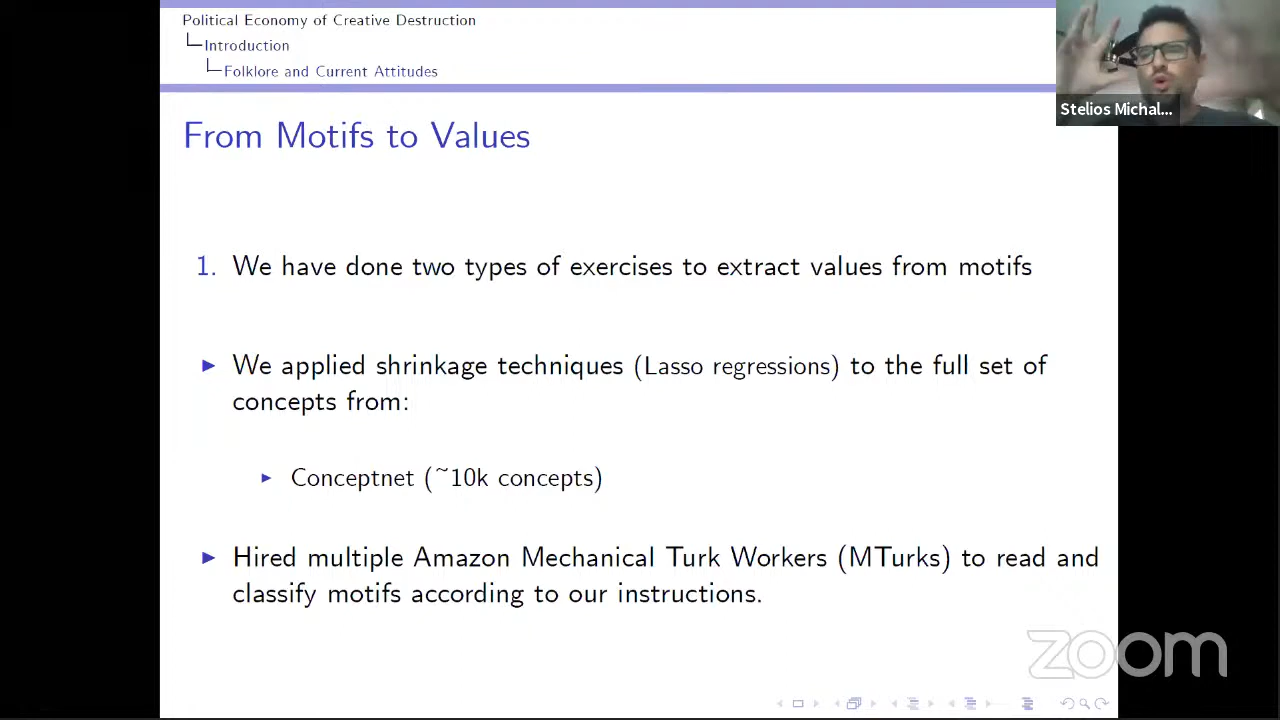 Political Economy of Creative Destruction
Introduction
Folklore and Current Attitudes
Stelios Michal...
From Motifs to Values
1. We have done two types of exercises to extract values from motifs
▶ We applied shrinkage techniques (Lasso regressions) to the full set of
concepts from:
▶ Conceptnet (~10k concepts)
▶ Hired multiple Amazon Mechanical Turk Workers (MTurks) to read and
classify motifs according to our instructions.
zoom